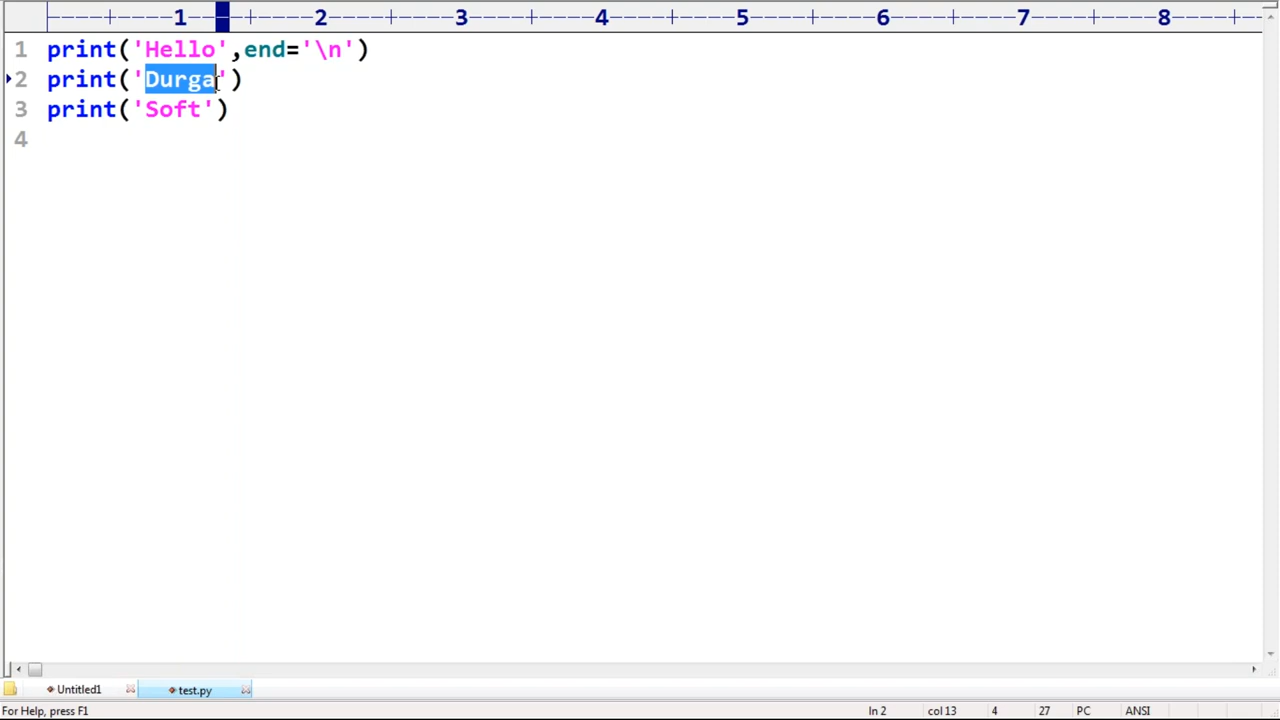 ----+----1----+----2----+----3----+----4----+----5----+----6----+----7----+----8----+--
1 print('Hello',end='\n')
2 print('Durga')
3 print('Soft')
4
Untitled1 test.py
For Help, press F1 ln 2 col 13 4 27 PC ANSI